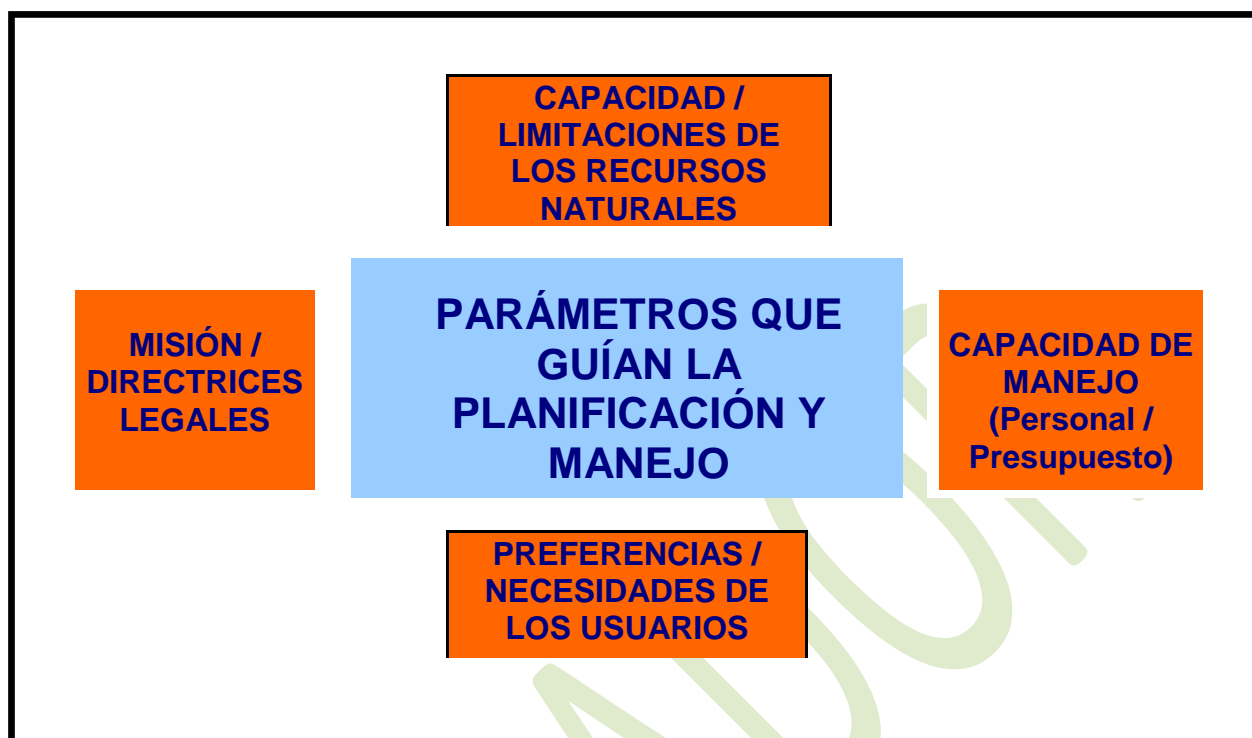 CAPACIDAD /
LIMITACIONES DE
LOS RECURSOS
NATURALES
PARÁMETROS QUE
GUÍAN LA
PLANIFICACIÓN Y
MANEJO
MISIÓN /
DIRECTRICES
LEGALES
CAPACIDAD DE
MANEJO
(Personal /
Presupuesto)
PREFERENCIAS /
NECESIDADES DE
LOS USUARIOS